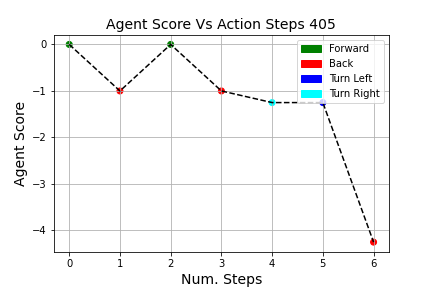 Agent Score Vs Action Steps 405
Forward
Back
Turn Left
Turn Right
Agent Score
0
−1
−2
−3
−4
0 1 2 3 4 5 6
Num. Steps